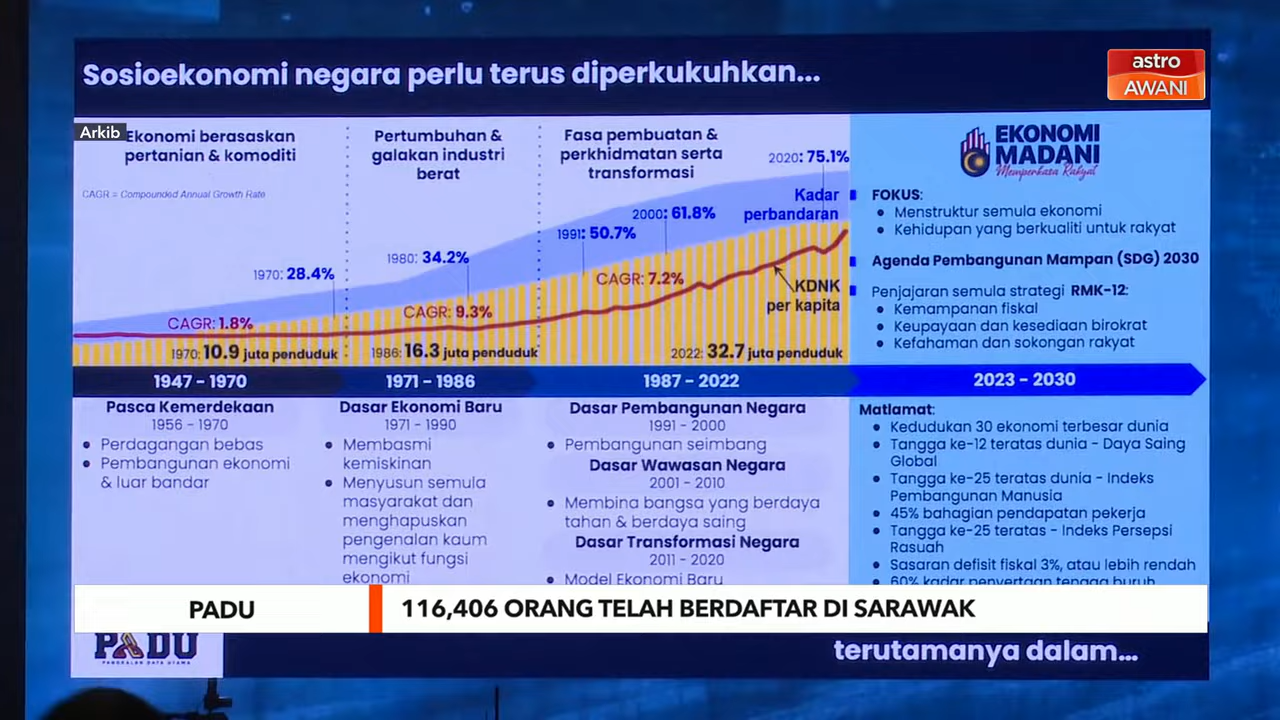 Sosioekonomi negara perlu terus diperkukuhkan...
astro
AWANI
Arkib
Ekonomi berasaskan
pertanian & komoditi
CAGR = Compounded Annual Growth Rate
Pertumbuhan &
galakan industri
berat
Fasa pembuatan &
perkhidmatan serta
transformasi
2020: 75.1%
Kadar
perbandaran
2000: 61.8%
1991: 50.7%
1980: 34.2%
1970: 28.4%
CAGR: 1.8%
CAGR: 9.3%
CAGR: 7.2%
KDNK
per kapita
1970: 10.9 juta penduduk
1986: 16.3 juta penduduk
2022: 32.7 juta penduduk
1947 - 1970
1971 - 1986
1987 - 2022
2023 - 2030
Pasca Kemerdekaan
1956 - 1970
• Perdagangan bebas
• Pembangunan ekonomi
& luar bandar
Dasar Ekonomi Baru
1971 - 1990
• Membasmi
kemiskinan
• Menyusun semula
masyarakat dan
menghapuskan
pengenalan kaum
mengikut fungsi
ekonomi
Dasar Pembangunan Negara
1991 - 2000
• Pembangunan seimbang
Dasar Wawasan Negara
2001 - 2010
• Membina bangsa yang berdaya
tahan & berdaya saing
Dasar Transformasi Negara
2011 - 2020
• Model Ekonomi Baru
EKONOMI
MADANI
Memperkasa Rakyat
FOKUS:
• Menstruktur semula ekonomi
• Kehidupan yang berkualiti untuk rakyat
Agenda Pembangunan Mampan (SDG) 2030
Penjajaran semula strategi RMK-12:
• Kemampanan fiskal
• Keupayaan dan kesediaan birokrat
• Kefahaman dan sokongan rakyat
Matlamat:
• Kedudukan 30 ekonomi terbesar dunia
• Tangga ke-12 teratas dunia - Daya Saing
Global
• Tangga ke-25 teratas dunia - Indeks
Pembangunan Manusia
• 45% bahagian pendapatan pekerja
• Tangga ke-25 teratas - Indeks Persepsi
Rasuah
• Sasaran defisit fiskal 3%, atau lebih rendah
• 60% kadar penyertaan tenaga buruh
PADU
116,406 ORANG TELAH BERDAFTAR DI SARAWAK
PADU
PANGKALAN DATA UTAMA
terutamanya dalam...